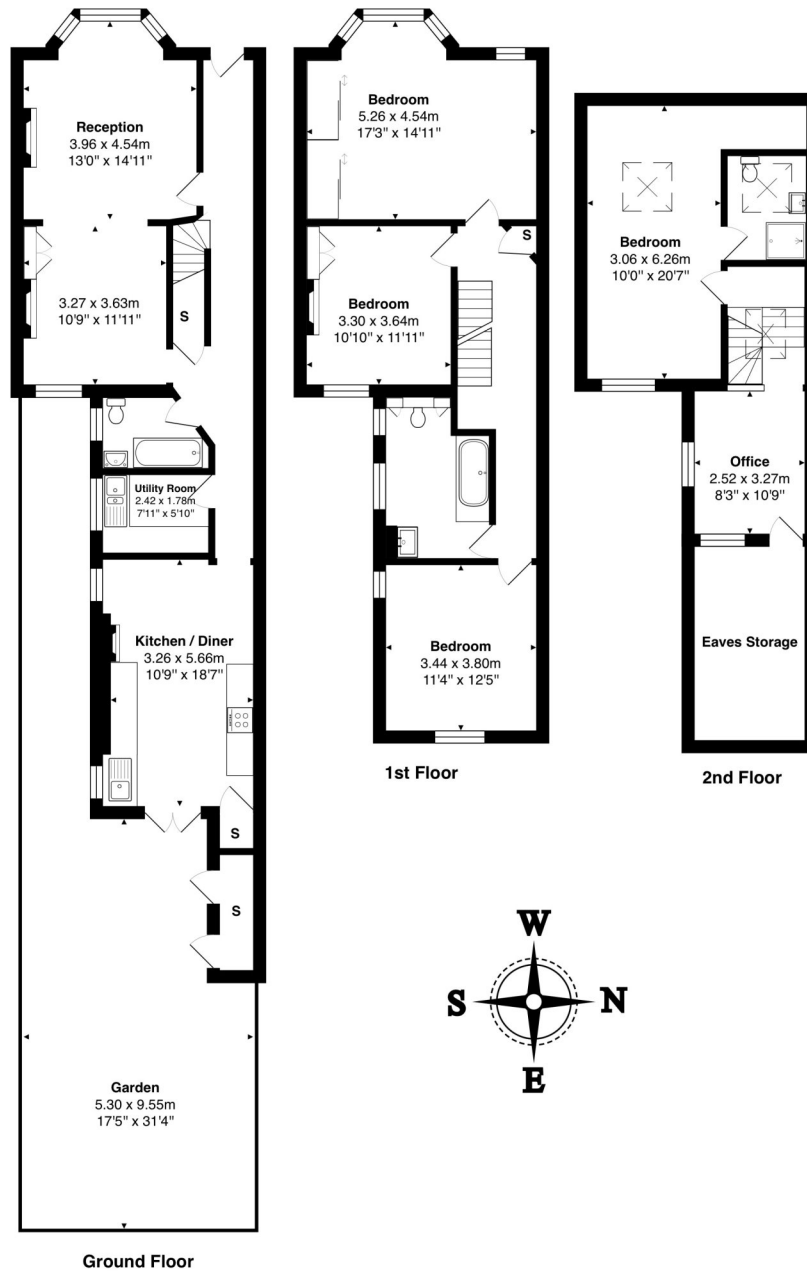 Reception
3.96 x 4.54m
13'0" x 14'11"
3.27 x 3.63m
10'9" x 11'11"
S
Utility Room
2.42 x 1.78m
7'11" x 5'10"
Kitchen / Diner
3.26 x 5.66m
10'9" x 18'7"
S
S
Garden
5.30 x 9.55m
17'5" x 31'4"
Ground Floor
Bedroom
5.26 x 4.54m
17'3" x 14'11"
S
Bedroom
3.30 x 3.64m
10'10" x 11'11"
Bedroom
3.44 x 3.80m
11'4" x 12'5"
1st Floor
Bedroom
3.06 x 6.26m
10'0" x 20'7"
Office
2.52 x 3.27m
8'3" x 10'9"
Eaves Storage
2nd Floor
W
S
N
E